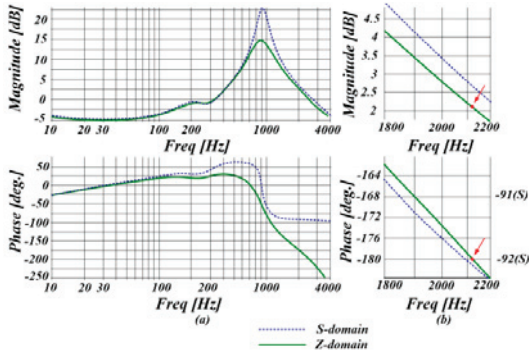 Magnitude [dB]
20
15
10
5
0
-5
10 20 30 100 1000 4000
Freq [Hz]
Magnitude [dB]
4.5
4
3.5
3
2.5
2
1800 2000 2200
Freq [Hz]
Phase [deg.]
50
0
-50
-100
-150
-200
-250
10 20 30 100 1000 4000
Freq [Hz]
(a)
Phase [deg.]
-164
-168
-172
-176
-180
-91(S)
-92(S)
1800 2000 2200
Freq [Hz]
(b)
S-domain
Z-domain